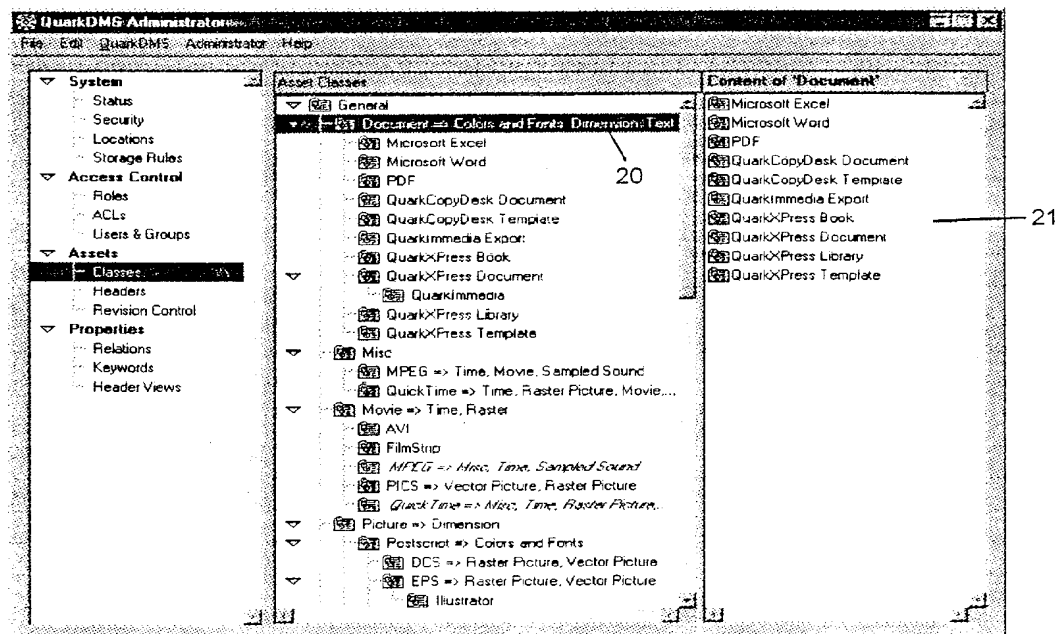 QuarkDMS Administrator
File Edit QuarkDMS Administrator Help
System
Status
Security
Locations
Storage Rules
Access Control
Roles
ACLs
Users & Groups
Assets
Classes
Headers
Revision Control
Properties
Relations
Keywords
Header Views
Asset Classes
General
Document => Colors and Fonts, Dimension, Text
Microsoft Excel
Microsoft Word
PDF
QuarkCopyDesk Document
QuarkCopyDesk Template
QuarkImmedia Export
QuarkXPress Book
QuarkXPress Document
QuarkImmedia
QuarkXPress Library
QuarkXPress Template
Misc
MPEG => Time, Movie, Sampled Sound
QuickTime => Time, Raster Picture, Movie,...
Movie => Time, Raster
AVI
FilmStrip
MPEG => Misc, Time, Sampled Sound
PICS => Vector Picture, Raster Picture
QuickTime => Misc, Time, Raster Picture,...
Picture => Dimension
Postscript => Colors and Fonts
DCS => Raster Picture, Vector Picture
EPS => Raster Picture, Vector Picture
Illustrator
20
Content of 'Document'
Microsoft Excel
Microsoft Word
PDF
QuarkCopyDesk Document
QuarkCopyDesk Template
QuarkImmedia Export
QuarkXPress Book
QuarkXPress Document
QuarkXPress Library
QuarkXPress Template
21